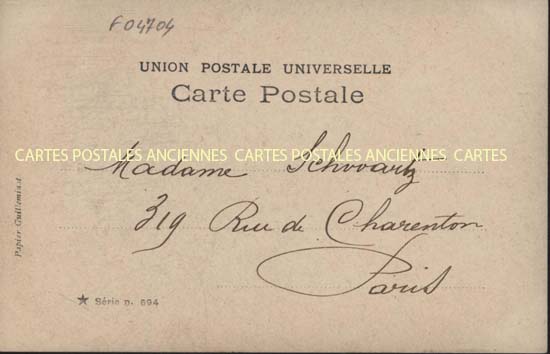 F04704
UNION POSTALE UNIVERSELLE
Carte Postale
CARTES POSTALES ANCIENNES CARTES POSTALES ANCIENNES CARTES
Madame Schwartz
319 Rue de Charenton
Paris
Papier Guilleminot
★ Série n. 694